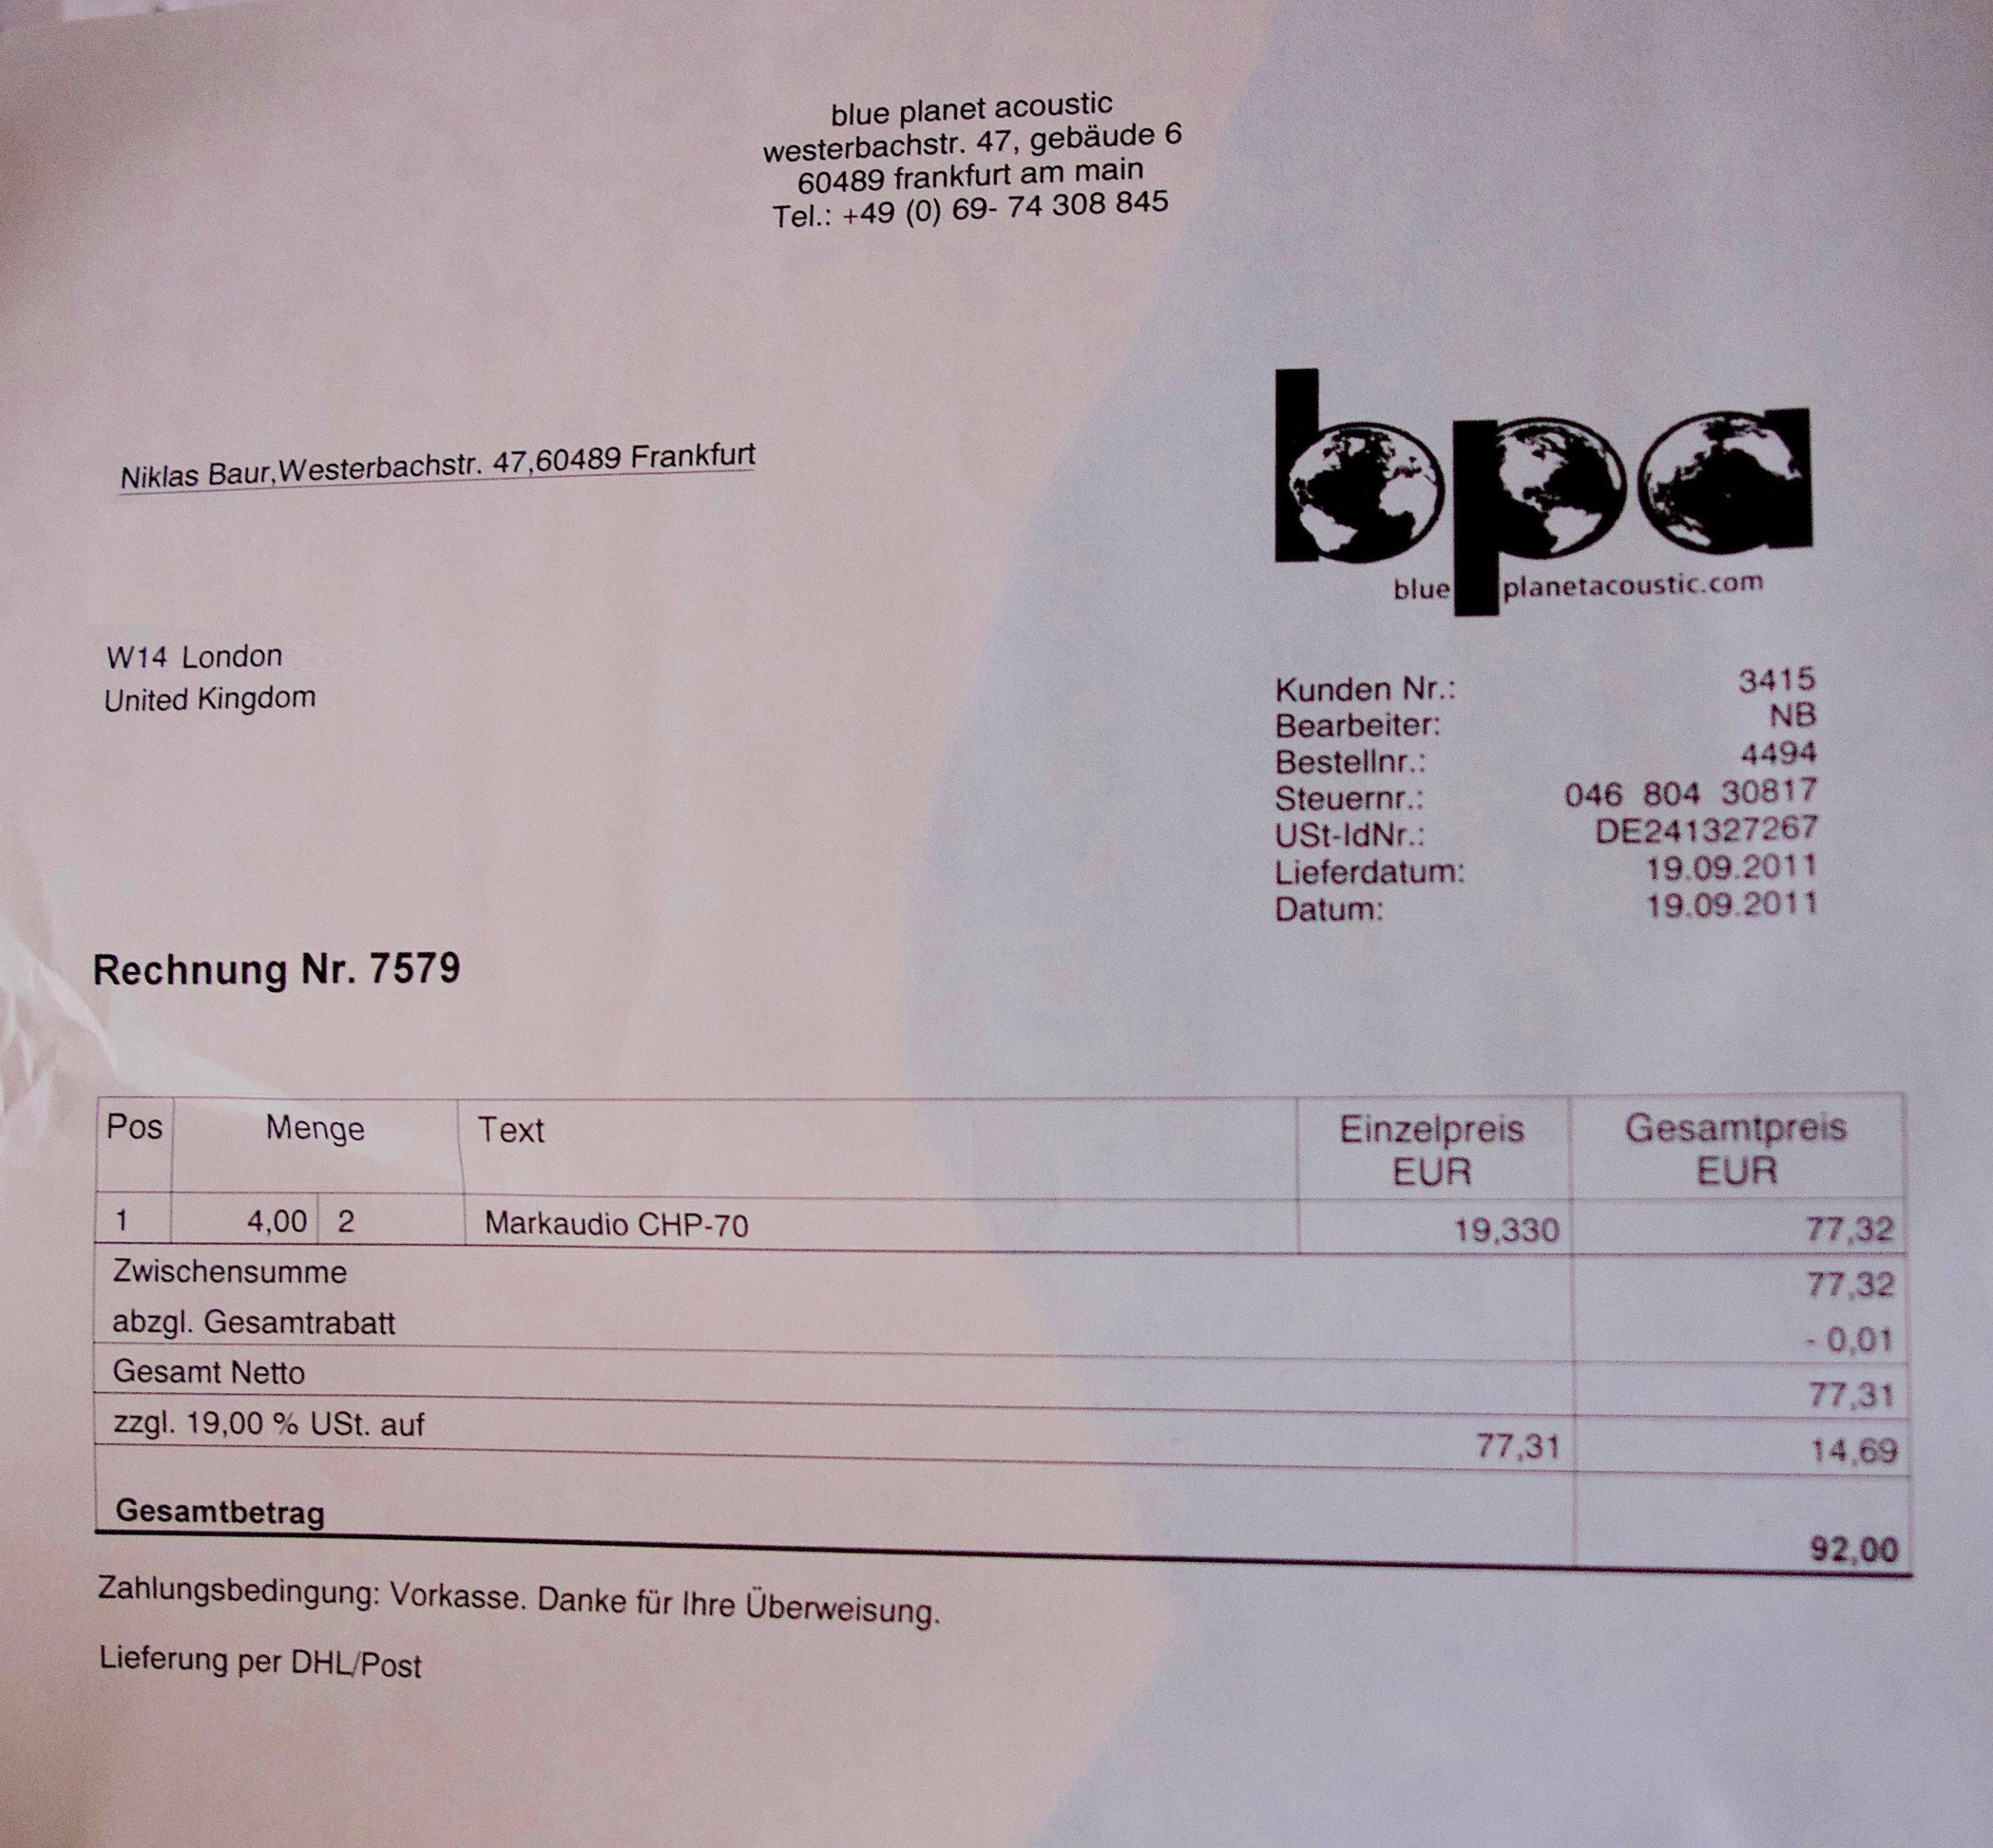 blue planet acoustic
westerbachstr. 47, gebäude 6
60489 frankfurt am main
Tel.: +49 (0) 69- 74 308 845
bpa
blue planetacoustic.com
Niklas Baur,Westerbachstr. 47,60489 Frankfurt
W14 London
United Kingdom
Kunden Nr.: 3415
Bearbeiter: NB
Bestellnr.: 4494
Steuernr.: 046 804 30817
USt-IdNr.: DE241327267
Lieferdatum: 19.09.2011
Datum: 19.09.2011
Rechnung Nr. 7579
Pos Menge Text Einzelpreis EUR Gesamtpreis EUR
1 4,00 2 Markaudio CHP-70 19,330 77,32
Zwischensumme 77,32
abzgl. Gesamtrabatt - 0,01
Gesamt Netto 77,31
zzgl. 19,00 % USt. auf 77,31 14,69
Gesamtbetrag 92,00
Zahlungsbedingung: Vorkasse. Danke für Ihre Überweisung.
Lieferung per DHL/Post